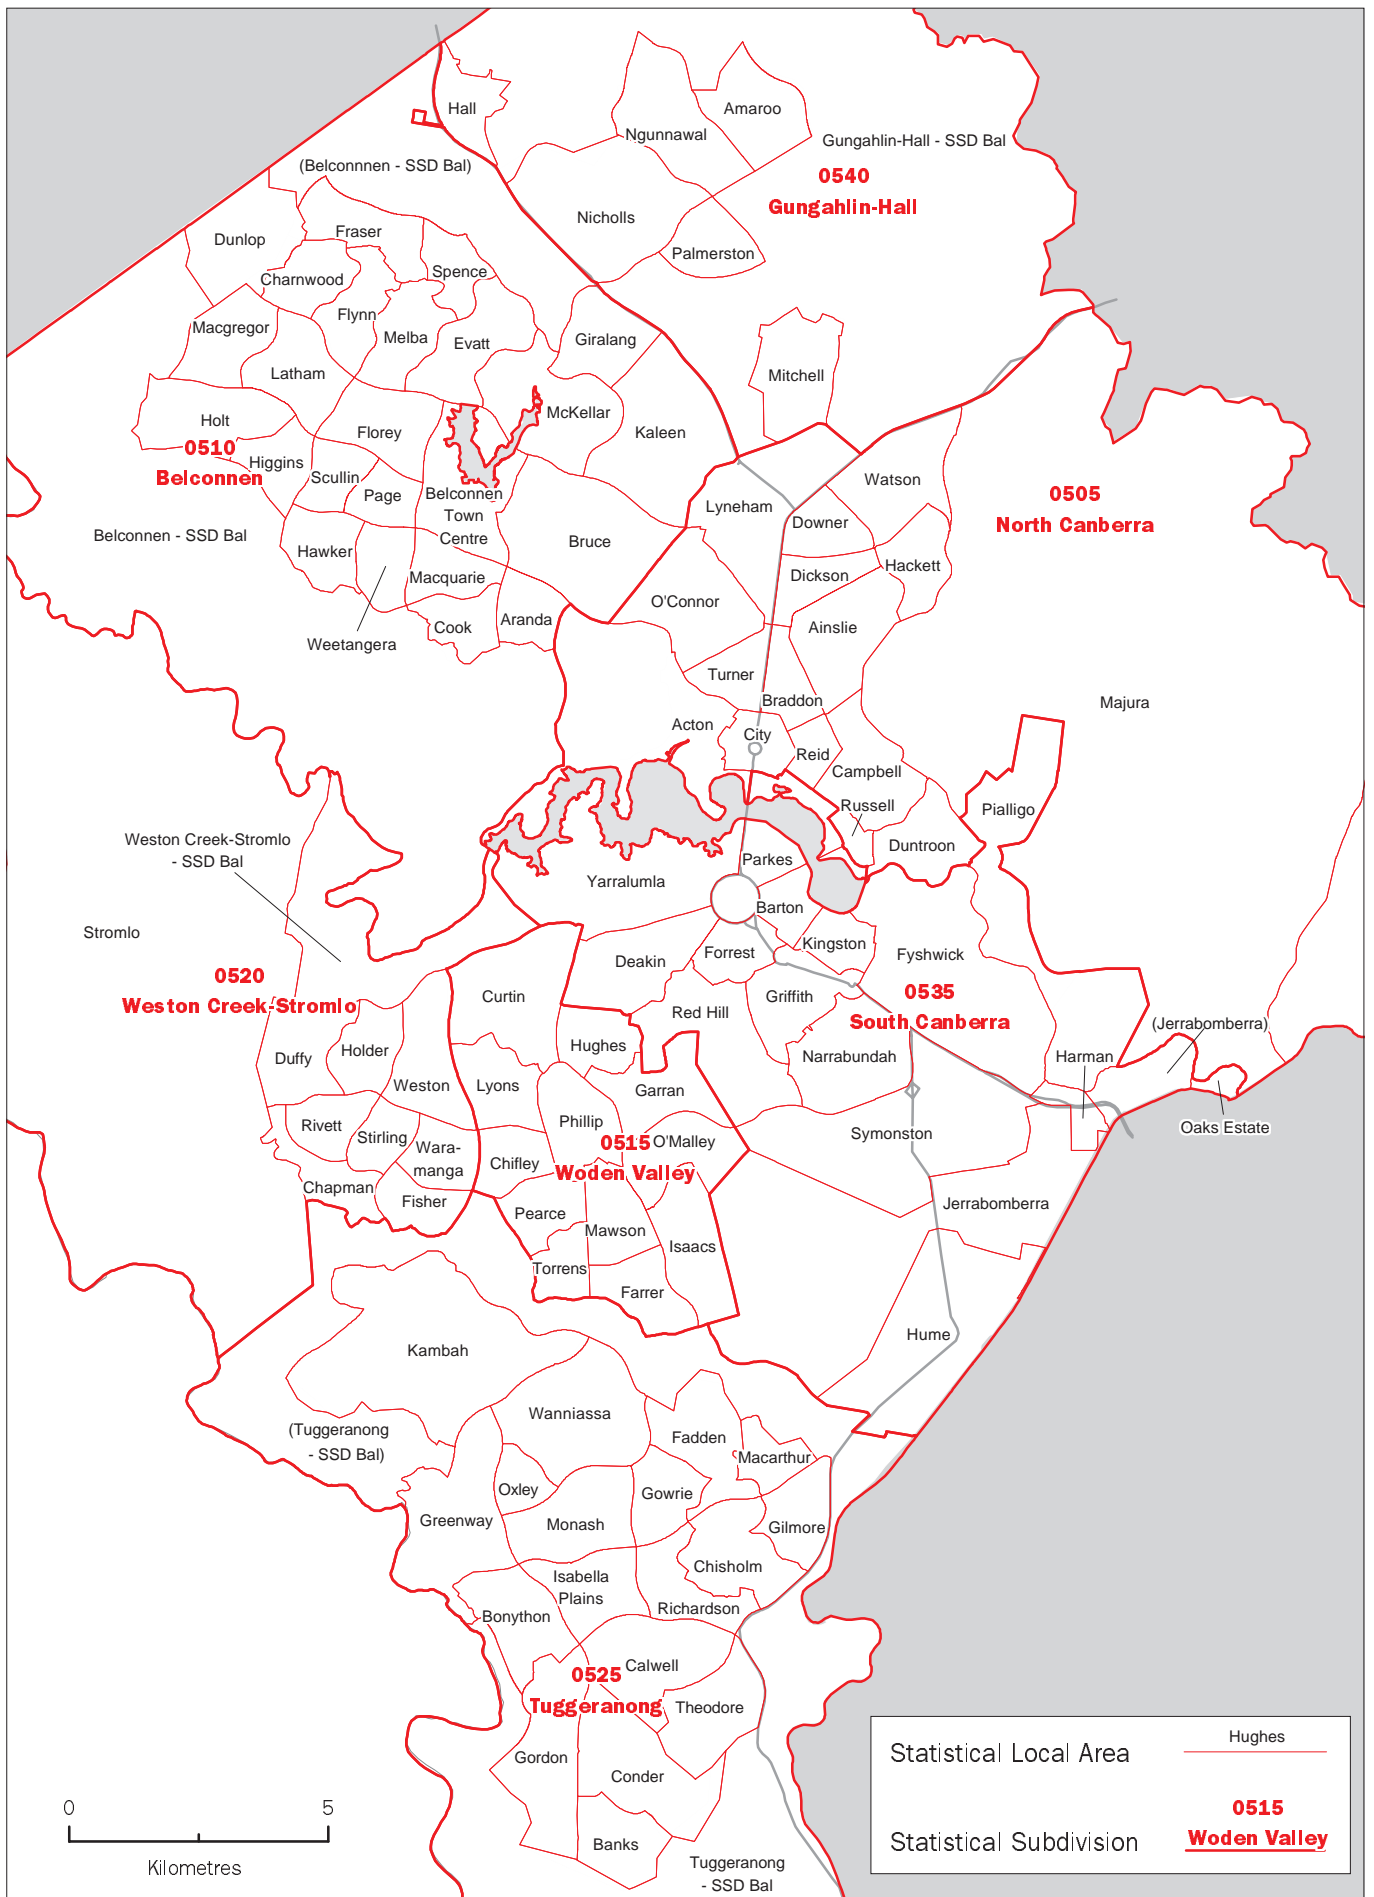 Hall
Amaroo
Ngunnawal
Gungahlin-Hall - SSD Bal
(Belconnnen - SSD Bal)
0540
Gungahlin-Hall
Nicholls
Palmerston
Dunlop
Fraser
Charnwood
Spence
Flynn
Macgregor
Melba
Evatt
Giralang
Latham
Mitchell
Holt
McKellar
Florey
Kaleen
0510
Belconnen
Higgins
Scullin
Page
Belconnen
Town
Centre
Watson
0505
North Canberra
Lyneham
Downer
Belconnen - SSD Bal
Hawker
Bruce
Macquarie
Dickson
Hackett
O'Connor
Weetangera
Cook
Aranda
Ainslie
Turner
Braddon
Majura
Acton
City
Reid
Campbell
Russell
Pialligo
Duntroon
Weston Creek-Stromlo
- SSD Bal
Parkes
Yarralumla
Barton
Stromlo
Kingston
Forrest
Deakin
Fyshwick
0520
Weston Creek-Stromlo
Curtin
Griffith
0535
South Canberra
Red Hill
(Jerrabomberra)
Hughes
Narrabundah
Harman
Duffy
Holder
Weston
Lyons
Garran
Phillip
Rivett
Stirling
Wara-
manga
0515
Woden Valley
O'Malley
Symonston
Oaks Estate
Chifley
Chapman
Fisher
Pearce
Mawson
Isaacs
Jerrabomberra
Torrens
Farrer
Hume
Kambah
Wanniassa
(Tuggeranong
- SSD Bal)
Fadden
Macarthur
Oxley
Gowrie
Greenway
Monash
Gilmore
Chisholm
Isabella
Plains
Bonython
Richardson
Calwell
0525
Tuggeranong
Theodore
Gordon
Conder
Banks
Tuggeranong
- SSD Bal
0 5
Kilometres
Hughes
Statistical Local Area
0515
Statistical Subdivision
Woden Valley